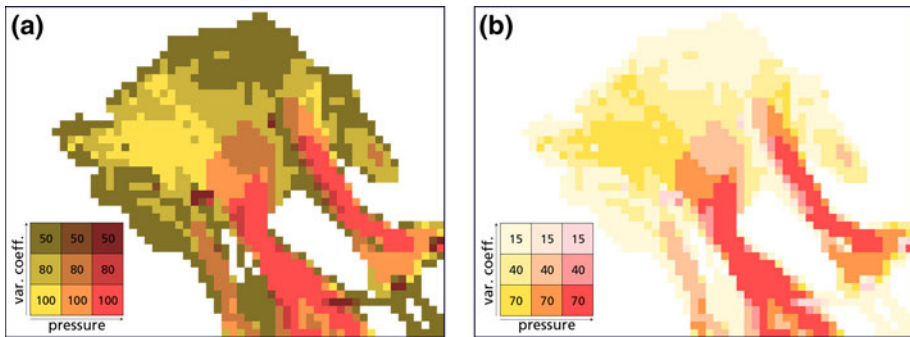 (a)
var. coeff.
50 50 50
80 80 80
100 100 100
pressure
(b)
var. coeff.
15 15 15
40 40 40
70 70 70
pressure